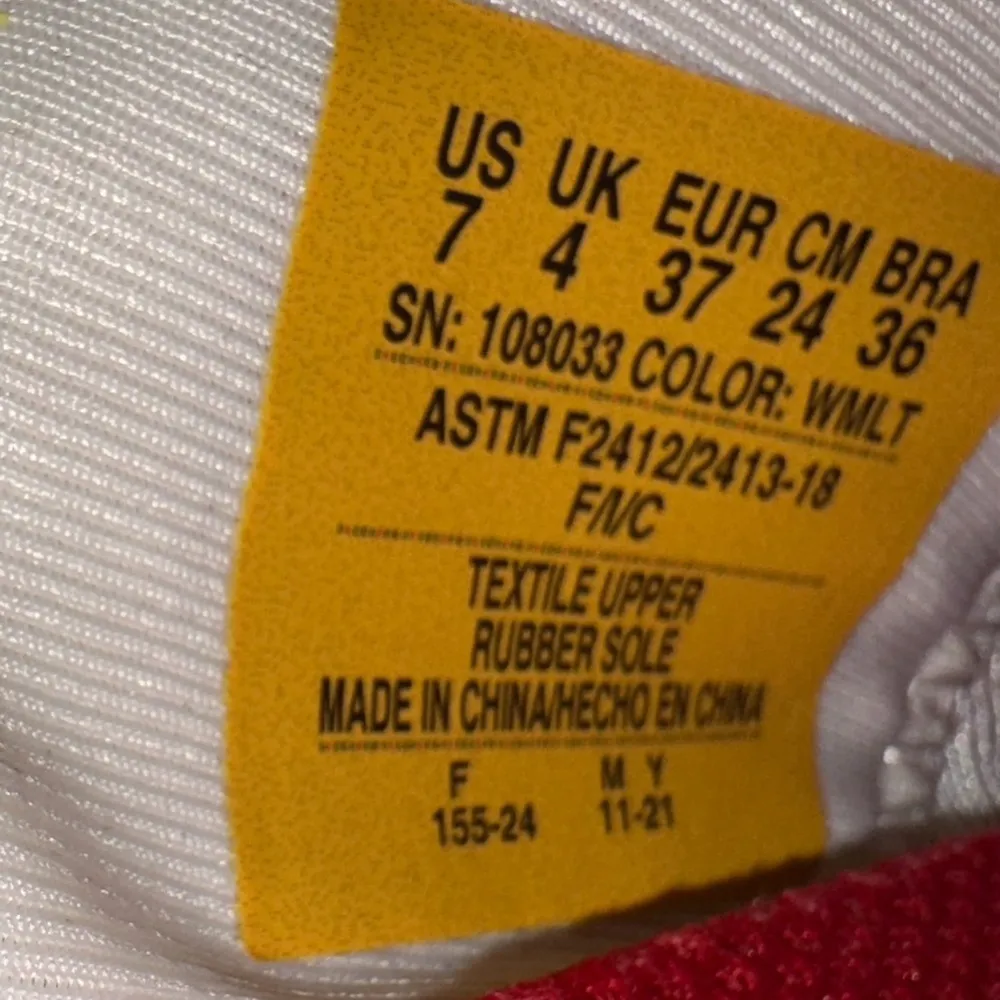 US UK EUR CM BRA
7 4 37 24 36
SN: 108033 COLOR: WMLT
ASTM F2412/2413-18
F/I/C
TEXTILE UPPER
RUBBER SOLE
MADE IN CHINA/HECHO EN CHINA
F M Y
155-24 11-21